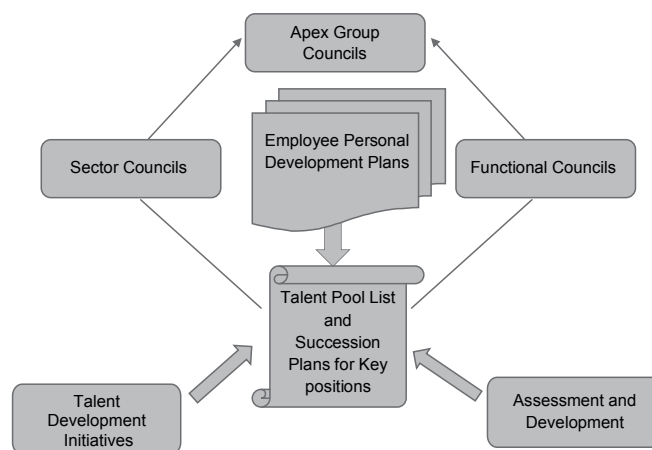 Apex Group
Councils
Employee Personal
Development Plans
Sector Councils
Functional Councils
Talent Pool List
and
Succession
Plans for Key
positions
Talent
Development
Initiatives
Assessment and
Development